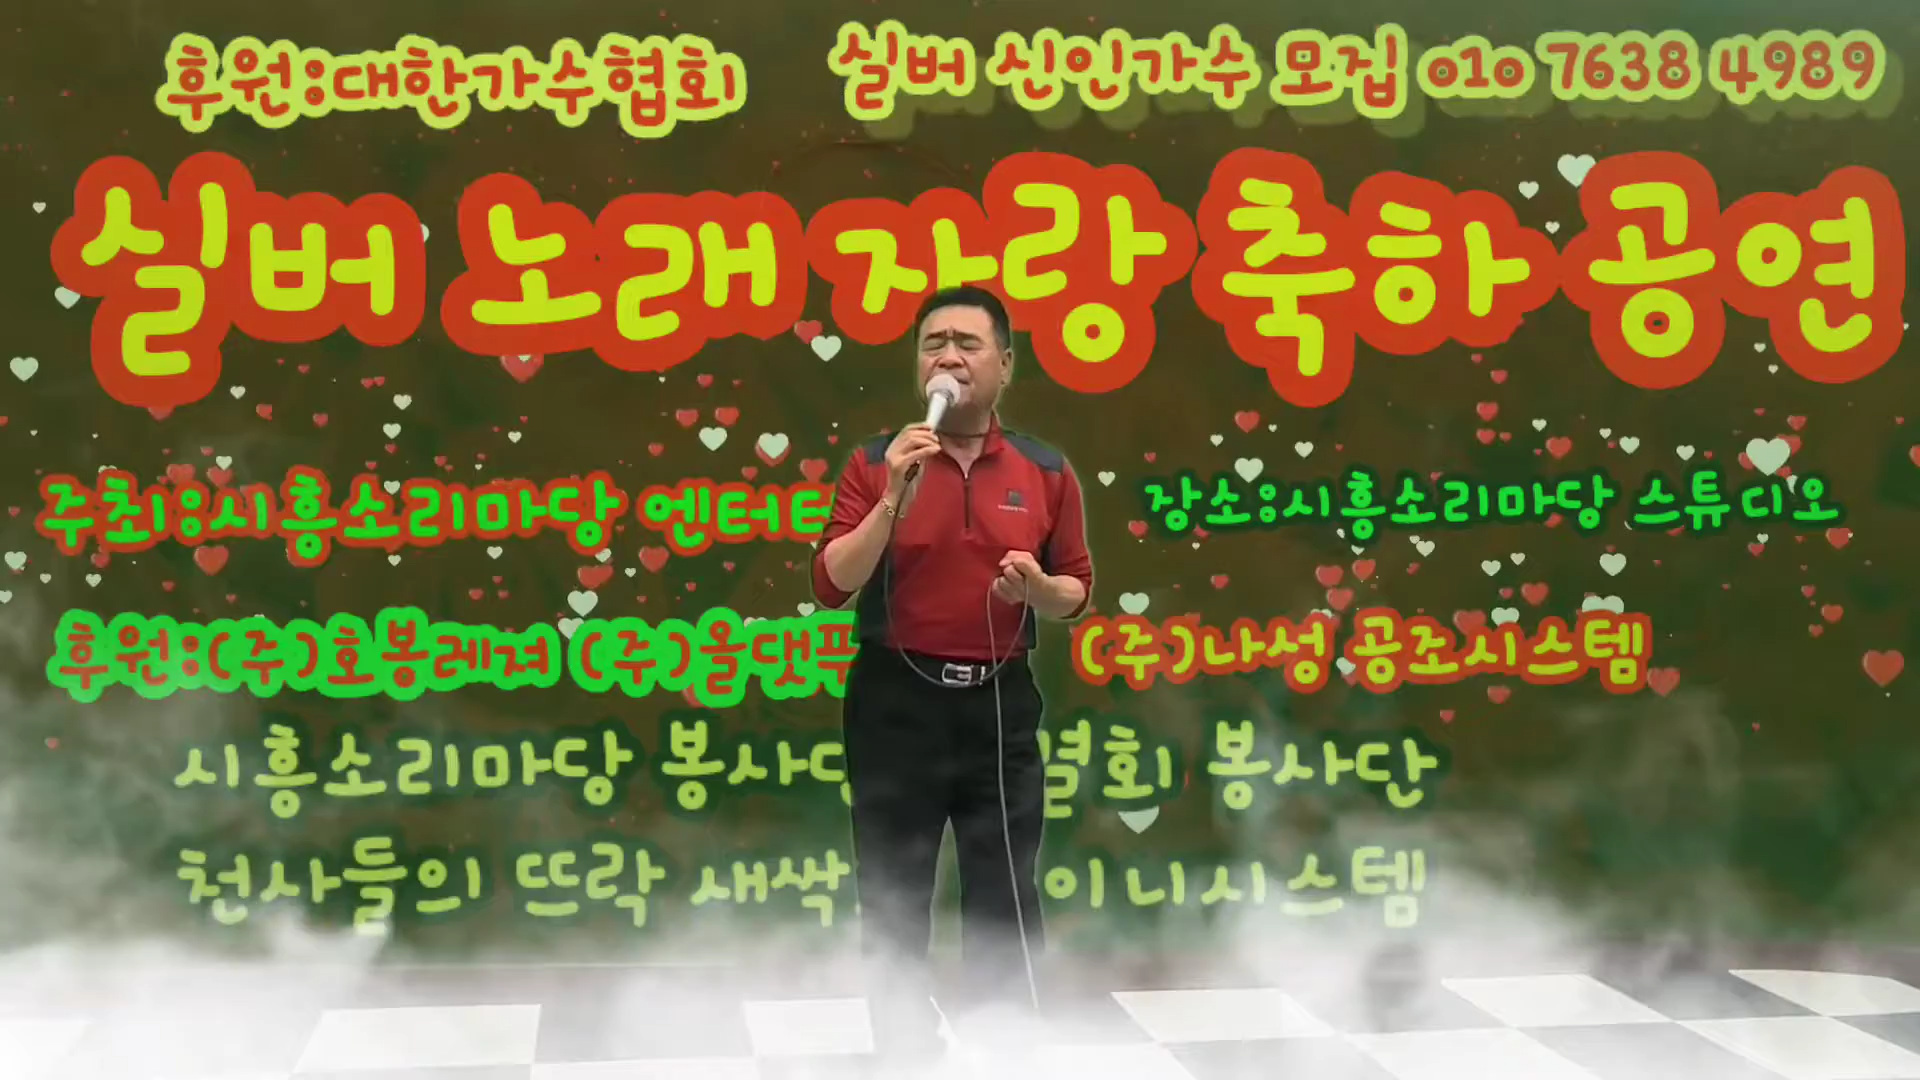 후원:대한가수협회 실버 신인가수 모집 010 7638 4989
실버 노래 자랑 축하 공연
주최:시흥소리마당 장소:시흥소리마당 스튜디오
후원:(주)호봉레져 (주)올댓푸 (주)나성 공조시스템
시흥소리마당 봉사단 별회 봉사단
천사들의 뜨락 새싹 이니시스템